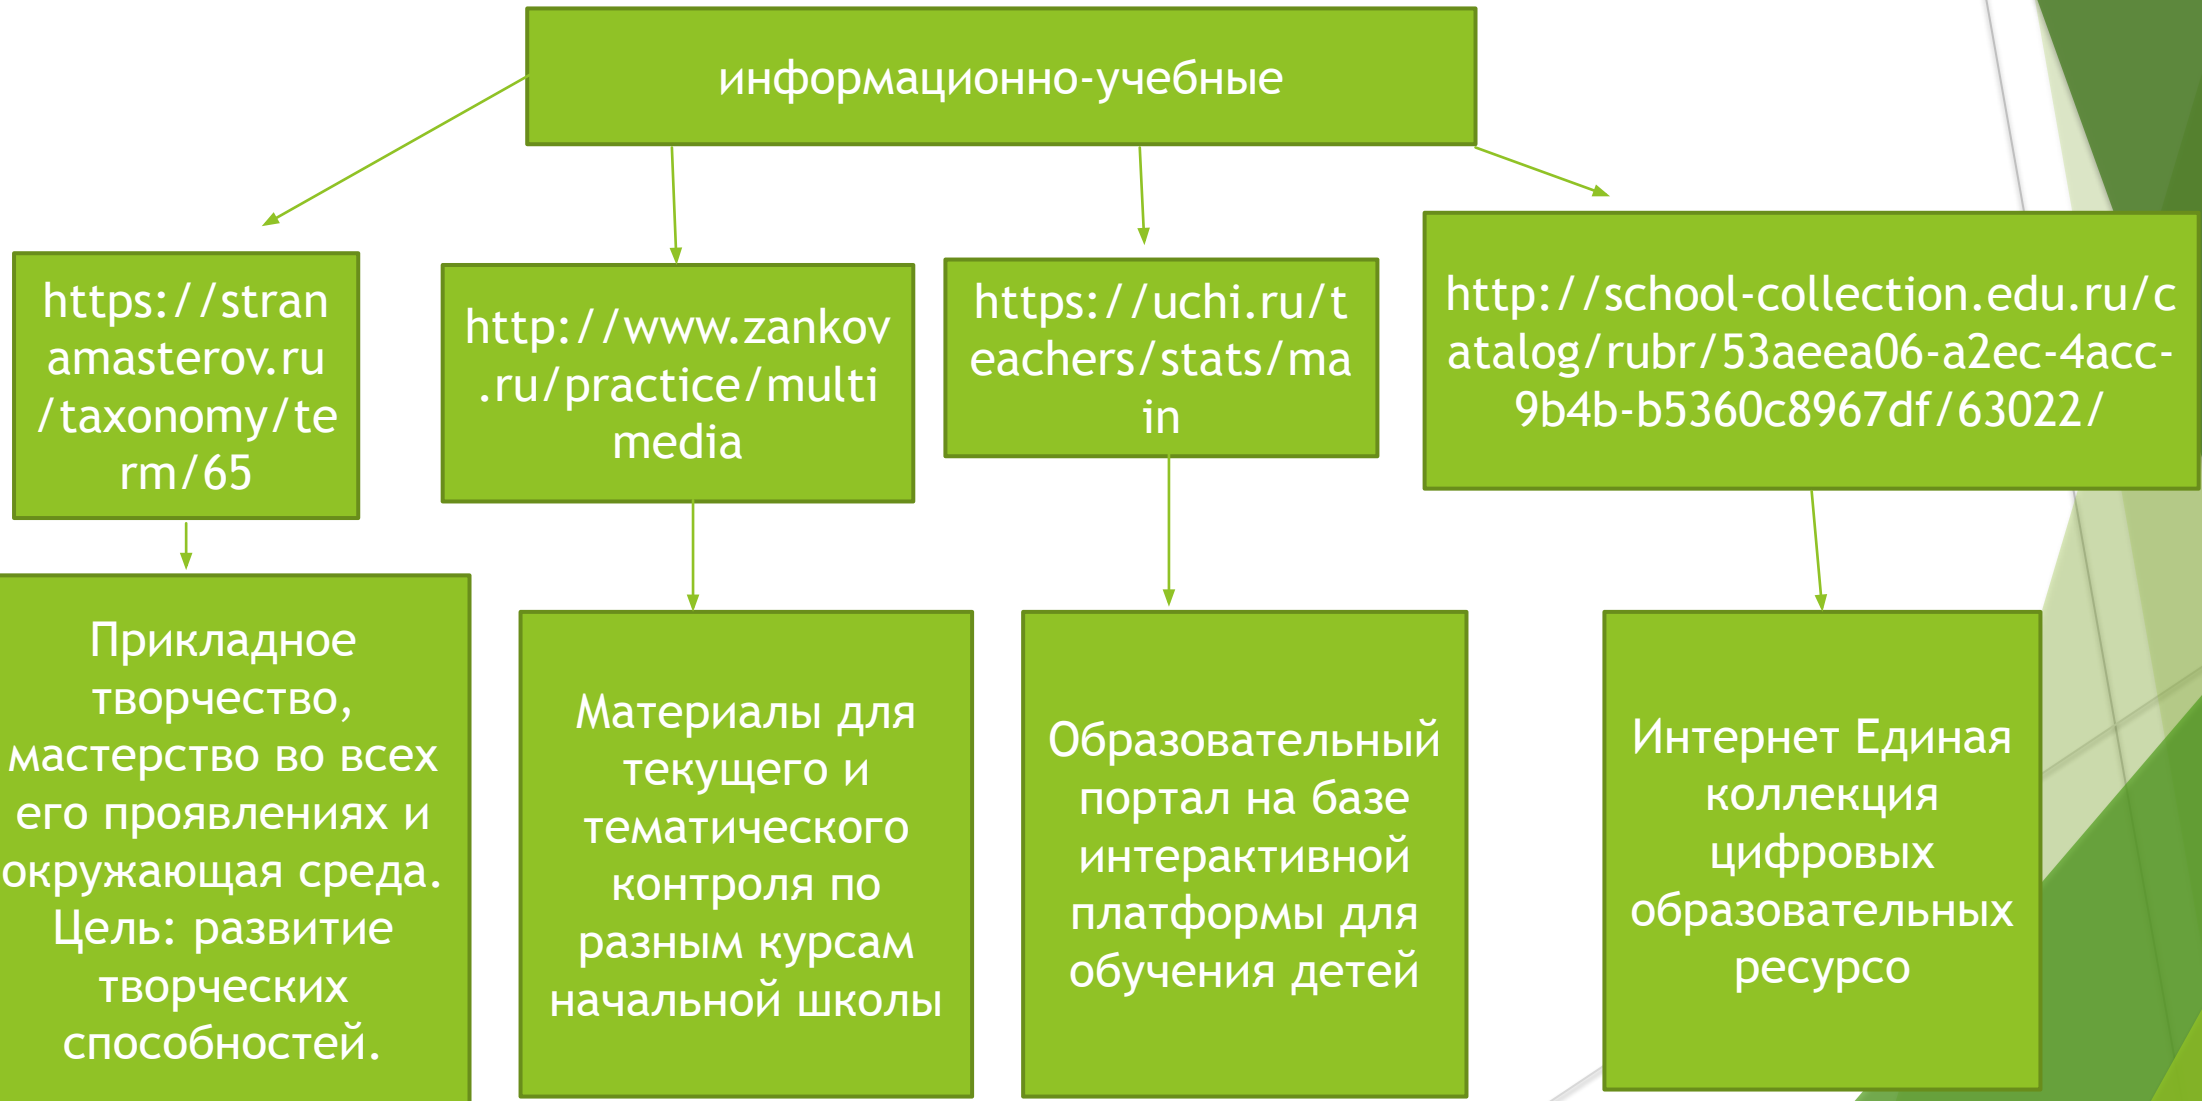 информационно-учебные
https://stran
amasterov.ru
/taxonomy/te
rm/65
http://www.zankov
.ru/practice/multi
media
https://uchi.ru/t
eachers/stats/ma
in
http://school-collection.edu.ru/c
atalog/rubr/53aeea06-a2ec-4acc-
9b4b-b5360c8967df/63022/
Прикладное
творчество,
мастерство во всех
его проявлениях и
окружающая среда.
Цель: развитие
творческих
способностей.
Материалы для
текущего и
тематического
контроля по
разным курсам
начальной школы
Образовательный
портал на базе
интерактивной
платформы для
обучения детей
Интернет Единая
коллекция
цифровых
образовательных
ресурсо